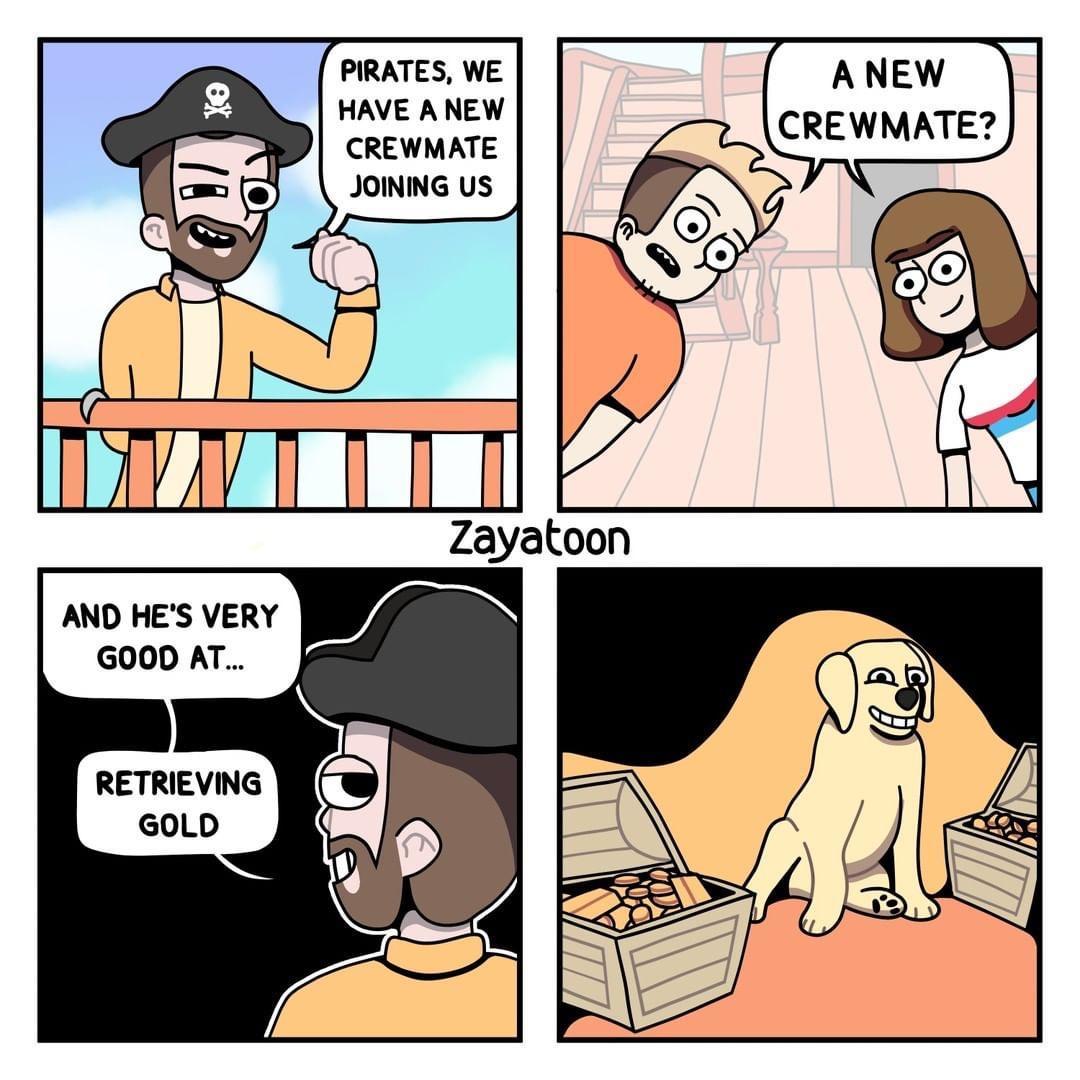 PIRATES, WE
HAVE A NEW
CREWMATE
JOINING US
A NEW
CREWMATE?
Zayatoon
AND HE'S VERY
GOOD AT...
RETRIEVING
GOLD